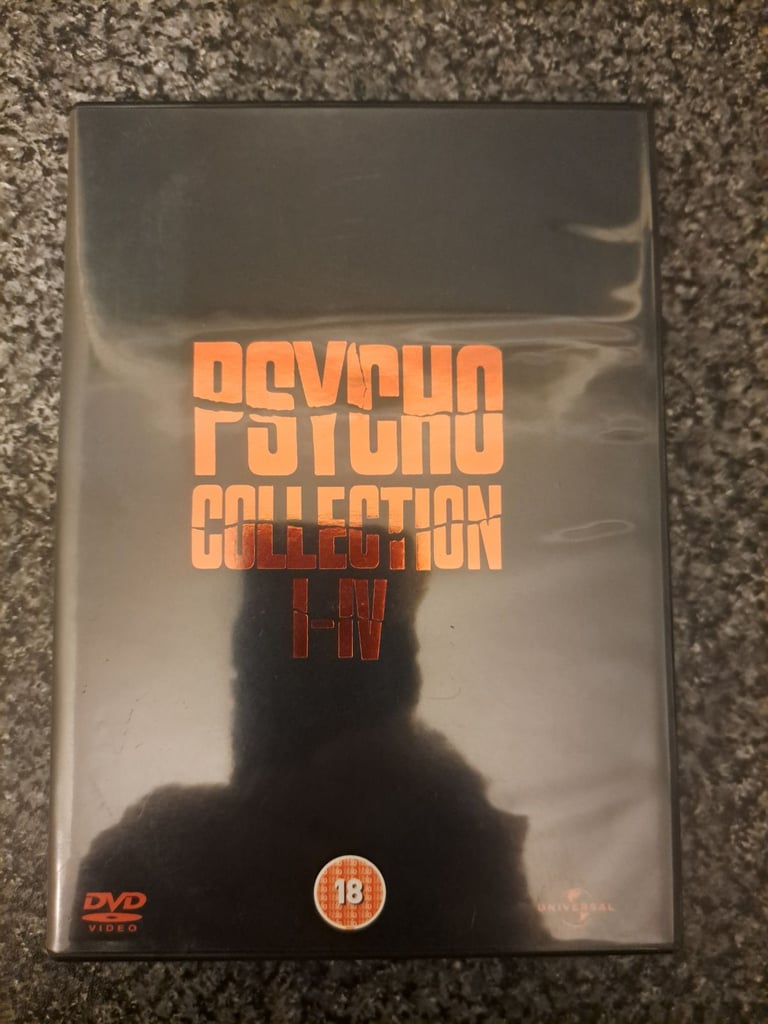 PSYCHO
COLLECTION
I-IV
DVD
VIDEO
18
UNIVERSAL